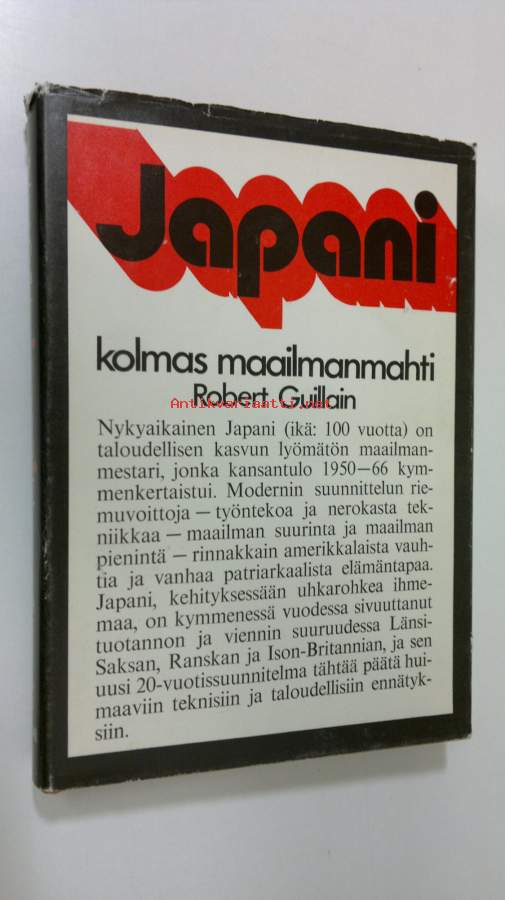 Japani
kolmas maailmanmahti
Robert Guillain
Antikvariaatti.net
Nykyaikainen Japani (ikä: 100 vuotta) on
taloudellisen kasvun lyömätön maailman-
mestari, jonka kansantulo 1950—66 kym-
menkertaistui. Modernin suunnittelun rie-
muvoittoja — työntekoa ja nerokasta tek-
niikkaa — maailman suurinta ja maailman
pienintä — rinnakkain amerikkalaista vauh-
tia ja vanhaa patriarkaalista elämäntapaa.
Japani, kehityksessään uhkarohkea ihme-
maa, on kymmenessä vuodessa sivuuttanut
tuotannon ja viennin suuruudessa Länsi-
Saksan, Ranskan ja Ison-Britannian, ja sen
uusi 20-vuotissuunnitelma tähtää päätä hui-
maaviin teknisiin ja taloudellisiin ennätyk-
siin.